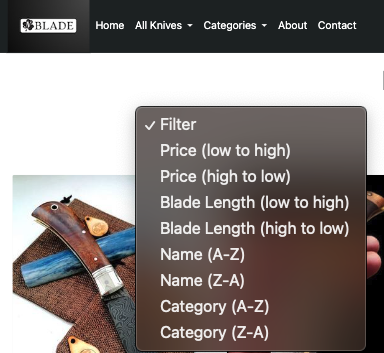 BLADE
Home All Knives Categories About Contact
Filter
Price (low to high)
Price (high to low)
Blade Length (low to high)
Blade Length (high to low)
Name (A-Z)
Name (Z-A)
Category (A-Z)
Category (Z-A)